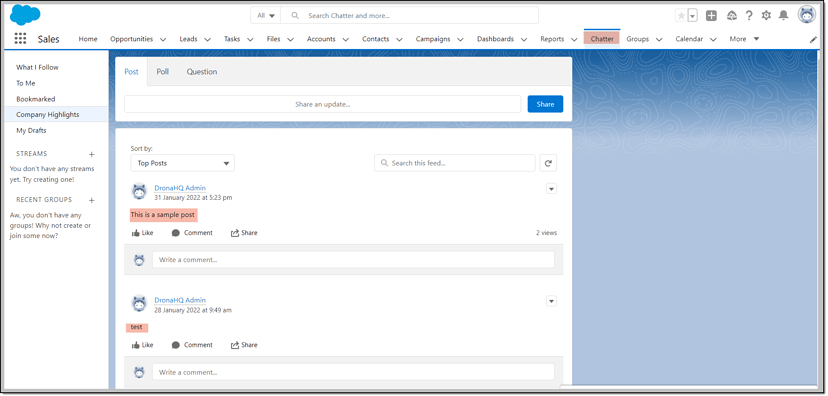 All
Search Chatter and more...
Sales
Home Opportunities Leads Tasks Files Accounts Contacts Campaigns Dashboards Reports Chatter Groups Calendar More
What I Follow
To Me
Bookmarked
Company Highlights
My Drafts
STREAMS
You don't have any streams
yet. Try creating one!
RECENT GROUPS
Aw, you don't have any
groups! Why not create or
join some now?
Post Poll Question
Share an update... Share
Sort by:
Top Posts Search this feed...
DronaHQ Admin
31 January 2022 at 5:23 pm
This is a sample post
Like Comment Share 2 views
Write a comment...
DronaHQ Admin
28 January 2022 at 9:49 am
test
Like Comment Share
Write a comment...